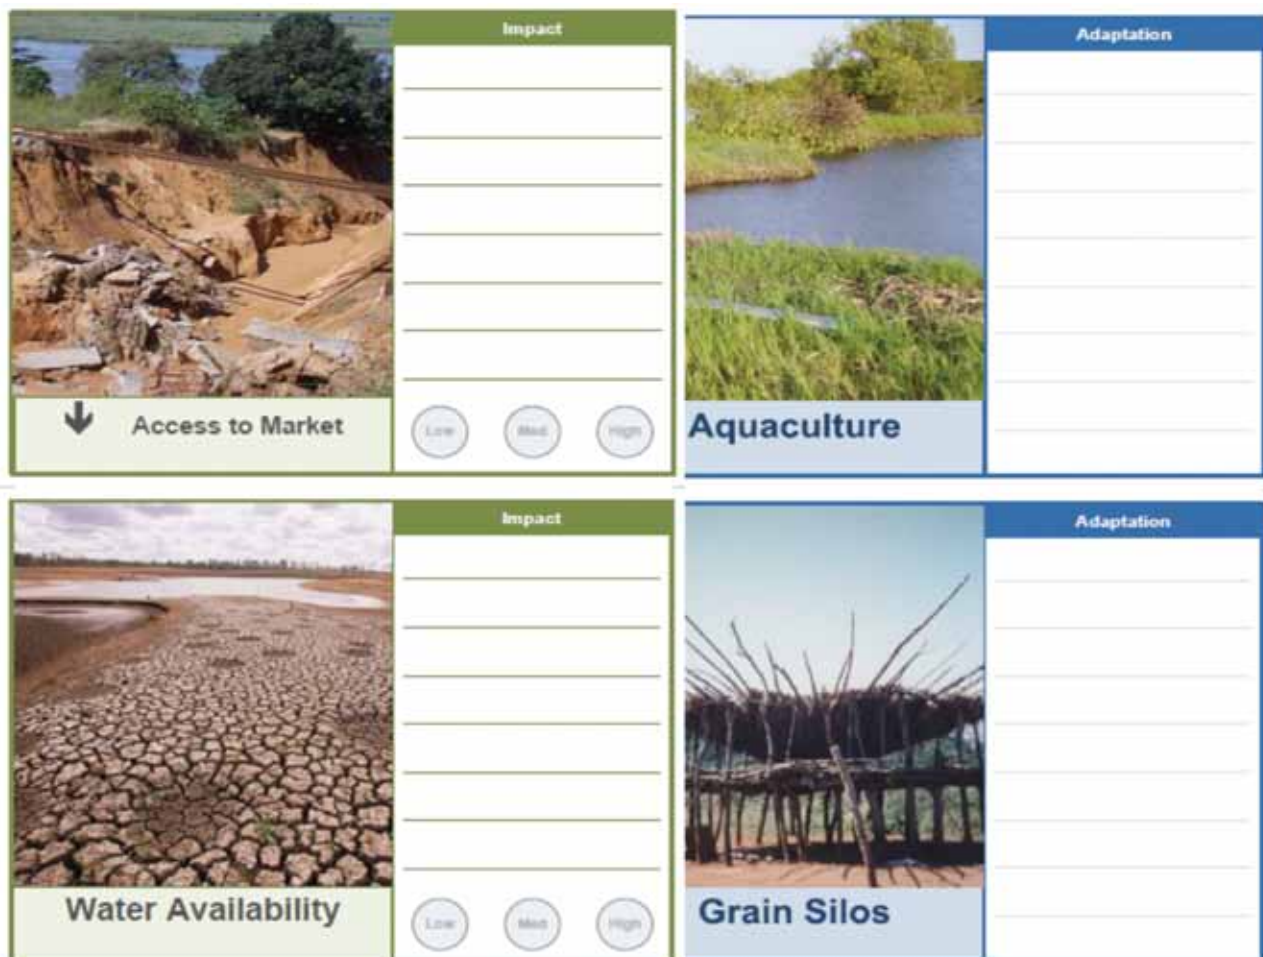 Impact
Access to Market
Low Med High
Adaptation
Aquaculture
Impact
Water Availability
Low Med High
Adaptation
Grain Silos